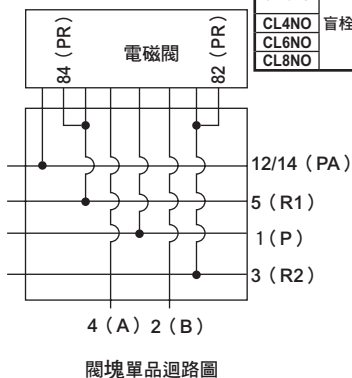 CL4NO 盲栓
CL6NO
CL8NO
84（PR）
電磁閥
82（PR）
12/14（PA）
5（R1）
1（P）
3（R2）
4（A） 2（B）
閥塊單品迴路圖